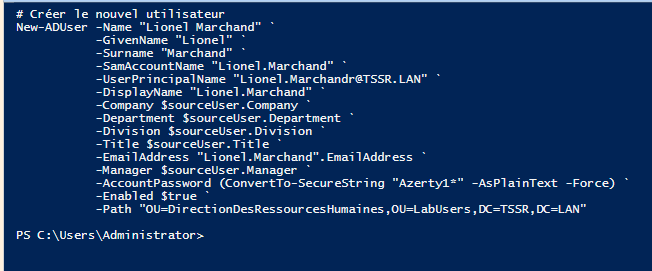 # Créer le nouvel utilisateur
New-ADUser -Name "Lionel Marchand" `
-GivenName "Lionel" `
-Surname "Marchand" `
-SamAccountName "Lionel.Marchand" `
-UserPrincipalName "Lionel.Marchandr@TSSR.LAN" `
-DisplayName "Lionel.Marchand" `
-Company $sourceUser.Company `
-Department $sourceUser.Department `
-Division $sourceUser.Division `
-Title $sourceUser.Title `
-EmailAddress "Lionel.Marchand".EmailAddress `
-Manager $sourceUser.Manager `
-AccountPassword (ConvertTo-SecureString "Azerty1*" -AsPlainText -Force) `
-Enabled $true `
-Path "OU=DirectionDesRessourcesHumaines,OU=LabUsers,DC=TSSR,DC=LAN"
PS C:\Users\Administrator>